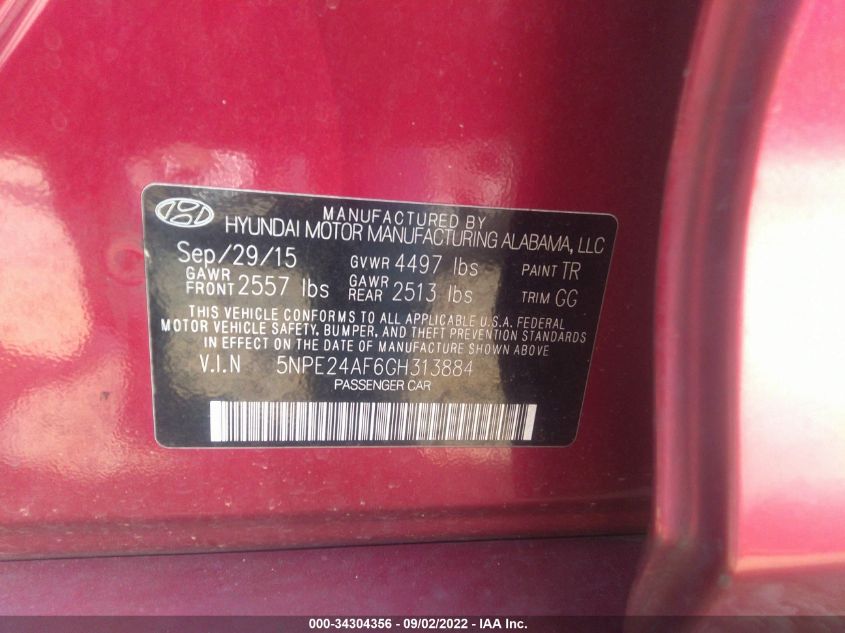 MANUFACTURED BY
HYUNDAI MOTOR MANUFACTURING ALABAMA, LLC
Sep/29/15 GVWR 4497 lbs PAINT TR
GAWR FRONT 2557 lbs GAWR REAR 2513 lbs TRIM GG
THIS VEHICLE CONFORMS TO ALL APPLICABLE U.S.A. FEDERAL
MOTOR VEHICLE SAFETY, BUMPER, AND THEFT PREVENTION STANDARDS
IN EFFECT ON THE DATE OF MANUFACTURE SHOWN ABOVE
V.I.N 5NPE24AF6GH313884
PASSENGER CAR
000-34304356 - 09/02/2022 - IAA Inc.